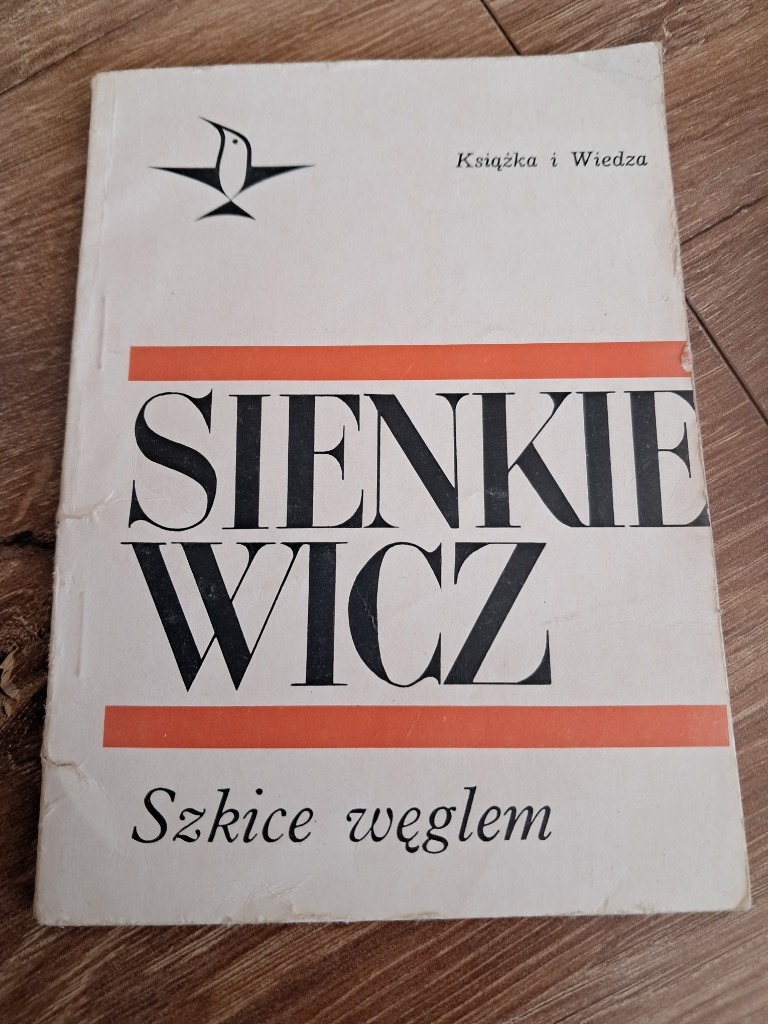 Książka i Wiedza
SIENKIE
WICZ
Szkice węglem